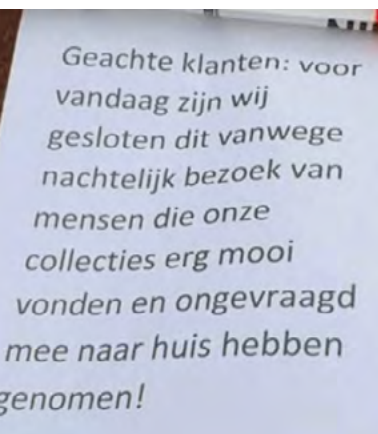 Geachte klanten: voor
vandaag zijn wij
gesloten dit vanwege
nachtelijk bezoek van
mensen die onze
collecties erg mooi
vonden en ongevraagd
mee naar huis hebben
genomen!